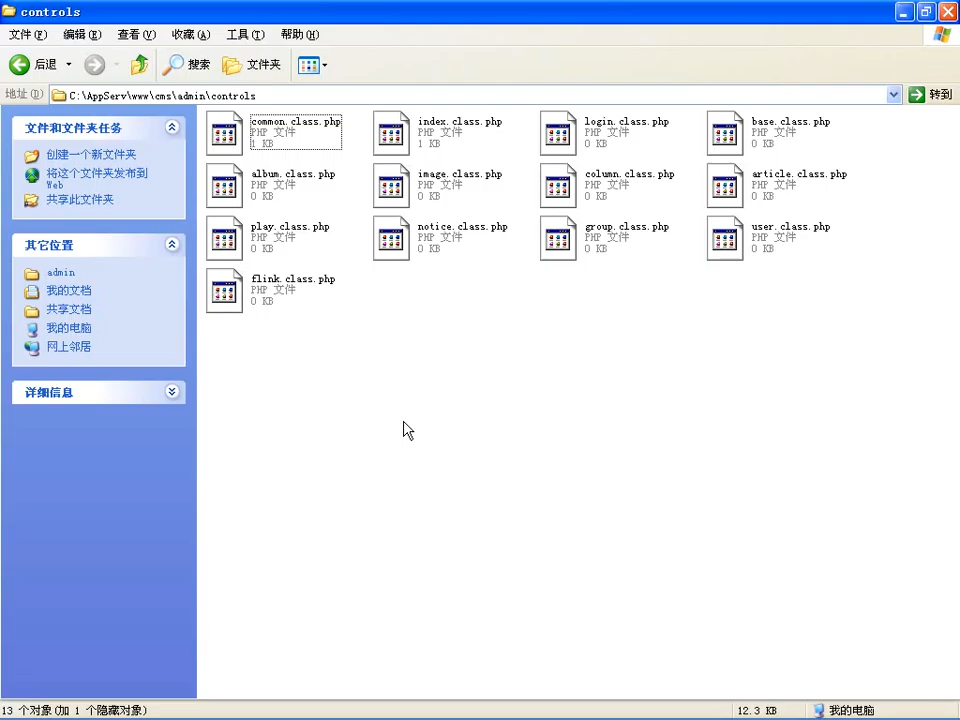 controls
文件(F) 编辑(E) 查看(V) 收藏(A) 工具(T) 帮助(H)
后退 搜索 文件夹
地址(D) C:\AppServ\www\cms\admin\controls 转到
文件和文件夹任务
创建一个新文件夹
将这个文件夹发布到
Web
共享此文件夹
其它位置
admin
我的文档
共享文档
我的电脑
网上邻居
详细信息
common.class.php
PHP 文件
1 KB
index.class.php
PHP 文件
1 KB
login.class.php
PHP 文件
0 KB
base.class.php
PHP 文件
0 KB
album.class.php
PHP 文件
0 KB
image.class.php
PHP 文件
0 KB
column.class.php
PHP 文件
0 KB
article.class.php
PHP 文件
0 KB
play.class.php
PHP 文件
0 KB
notice.class.php
PHP 文件
0 KB
group.class.php
PHP 文件
0 KB
user.class.php
PHP 文件
0 KB
flink.class.php
PHP 文件
0 KB
13 个对象(加 1 个隐藏对象) 12.3 KB 我的电脑